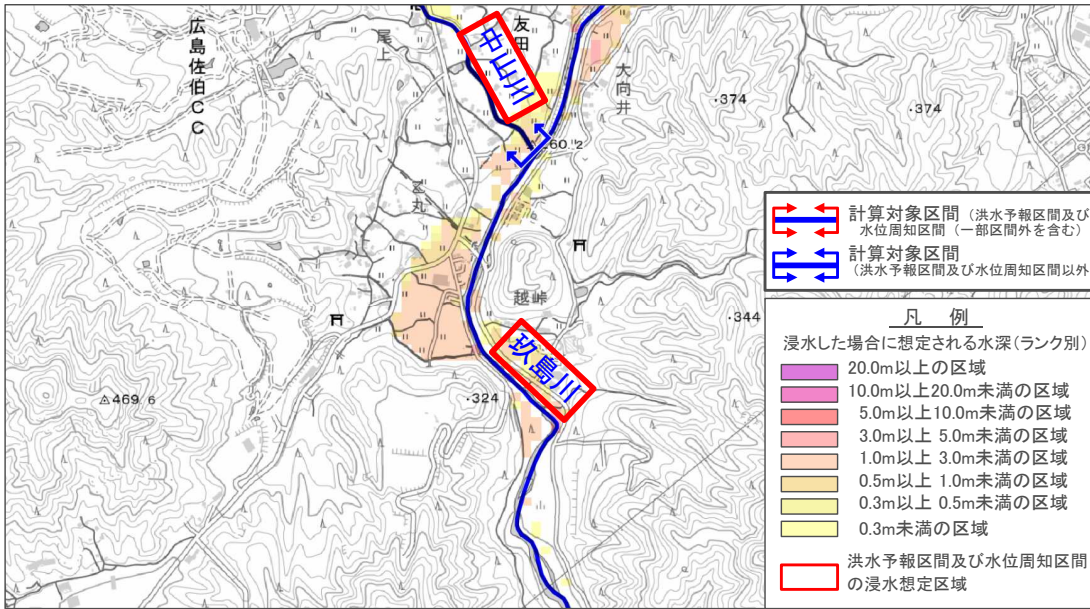 広島佐伯CC
尾上
友田
中山川
大向井
・374
・374
60.2
乙丸
越峠
玖島川
・344
・324
△469.6
計算対象区間（洪水予報区間及び
水位周知区間（一部区間外を含む）
計算対象区間
（洪水予報区間及び水位周知区間以外
凡 例
浸水した場合に想定される水深（ランク別）
20.0m以上の区域
10.0m以上20.0m未満の区域
5.0m以上10.0m未満の区域
3.0m以上 5.0m未満の区域
1.0m以上 3.0m未満の区域
0.5m以上 1.0m未満の区域
0.3m以上 0.5m未満の区域
0.3m未満の区域
洪水予報区間及び水位周知区間
の浸水想定区域